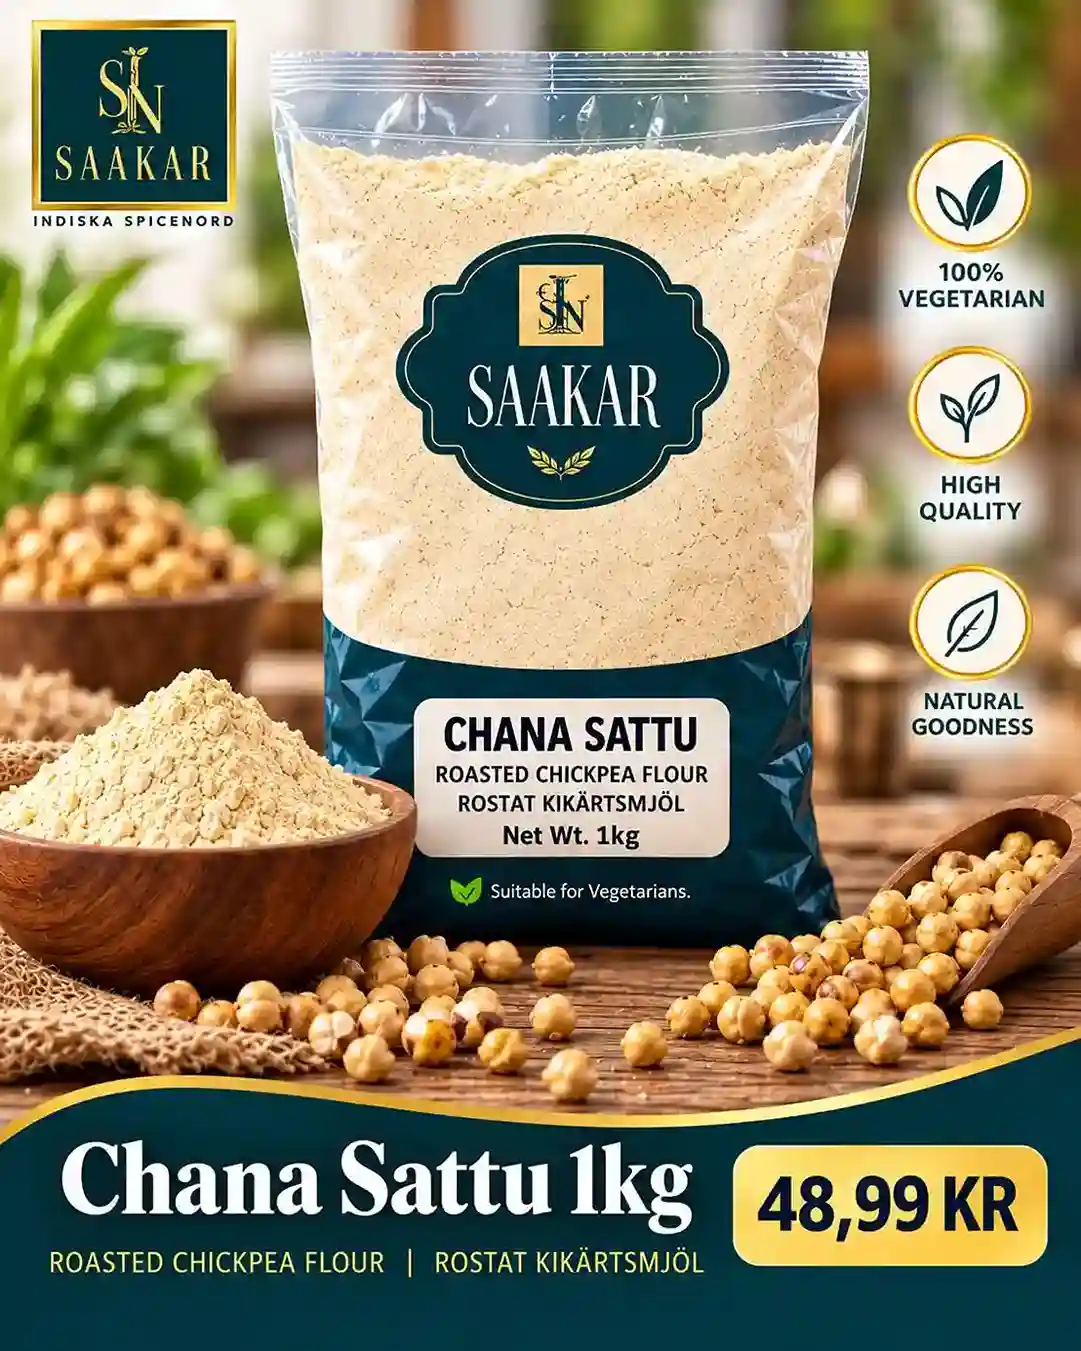 SN
SAAKAR
INDISKA SPICENORD
SAAKAR
CHANA SATTU
ROASTED CHICKPEA FLOUR
ROSTAT KIKÄRTSMJÖL
Net Wt. 1kg
Suitable for Vegetarians.
100%
VEGETARIAN
HIGH
QUALITY
NATURAL
GOODNESS
Chana Sattu 1kg
48,99 KR
ROASTED CHICKPEA FLOUR | ROSTAT KIKÄRTSMJÖL